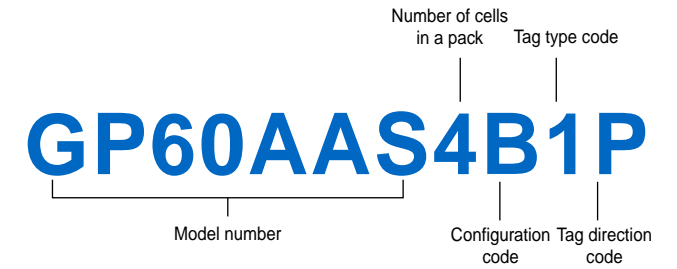 Number of cells
in a pack
Tag type code
GP60AAS4B1P
Model number
Configuration
code
Tag direction
code